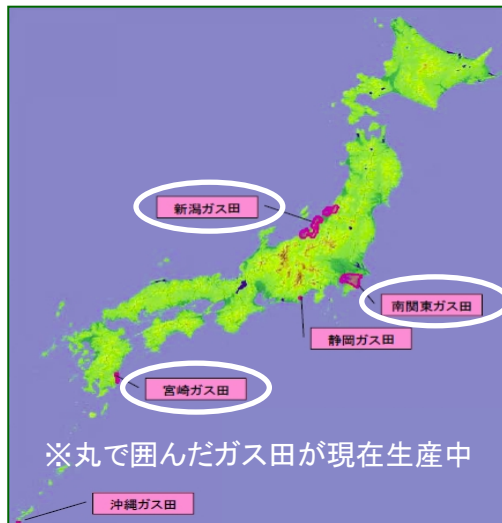 新潟ガス田
南関東ガス田
静岡ガス田
宮崎ガス田
※丸で囲んだガス田が現在生産中
沖縄ガス田